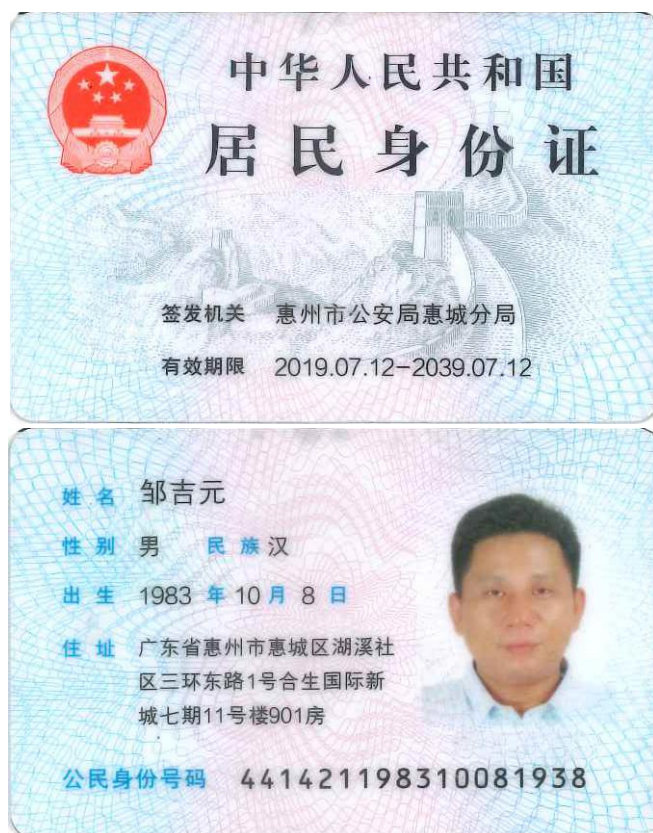 中华人民共和国
居民身份证
签发机关 惠州市公安局惠城分局
有效期限 2019.07.12-2039.07.12
姓名 邹吉元
性别 男 民族 汉
出生 1983 年 10 月 8 日
住址 广东省惠州市惠城区湖溪社
区三环东路1号合生国际新
城七期11号楼901房
公民身份号码 441421198310081938